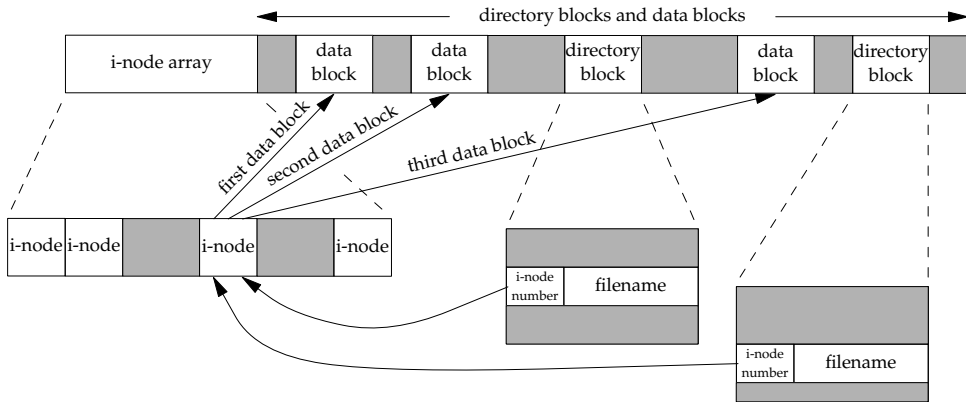 directory blocks and data blocks
i-node array
data
block
data
block
directory
block
data
block
directory
block
first data block
second data block
third data block
i-node
i-node
i-node
i-node
i-node
number
filename
i-node
number
filename